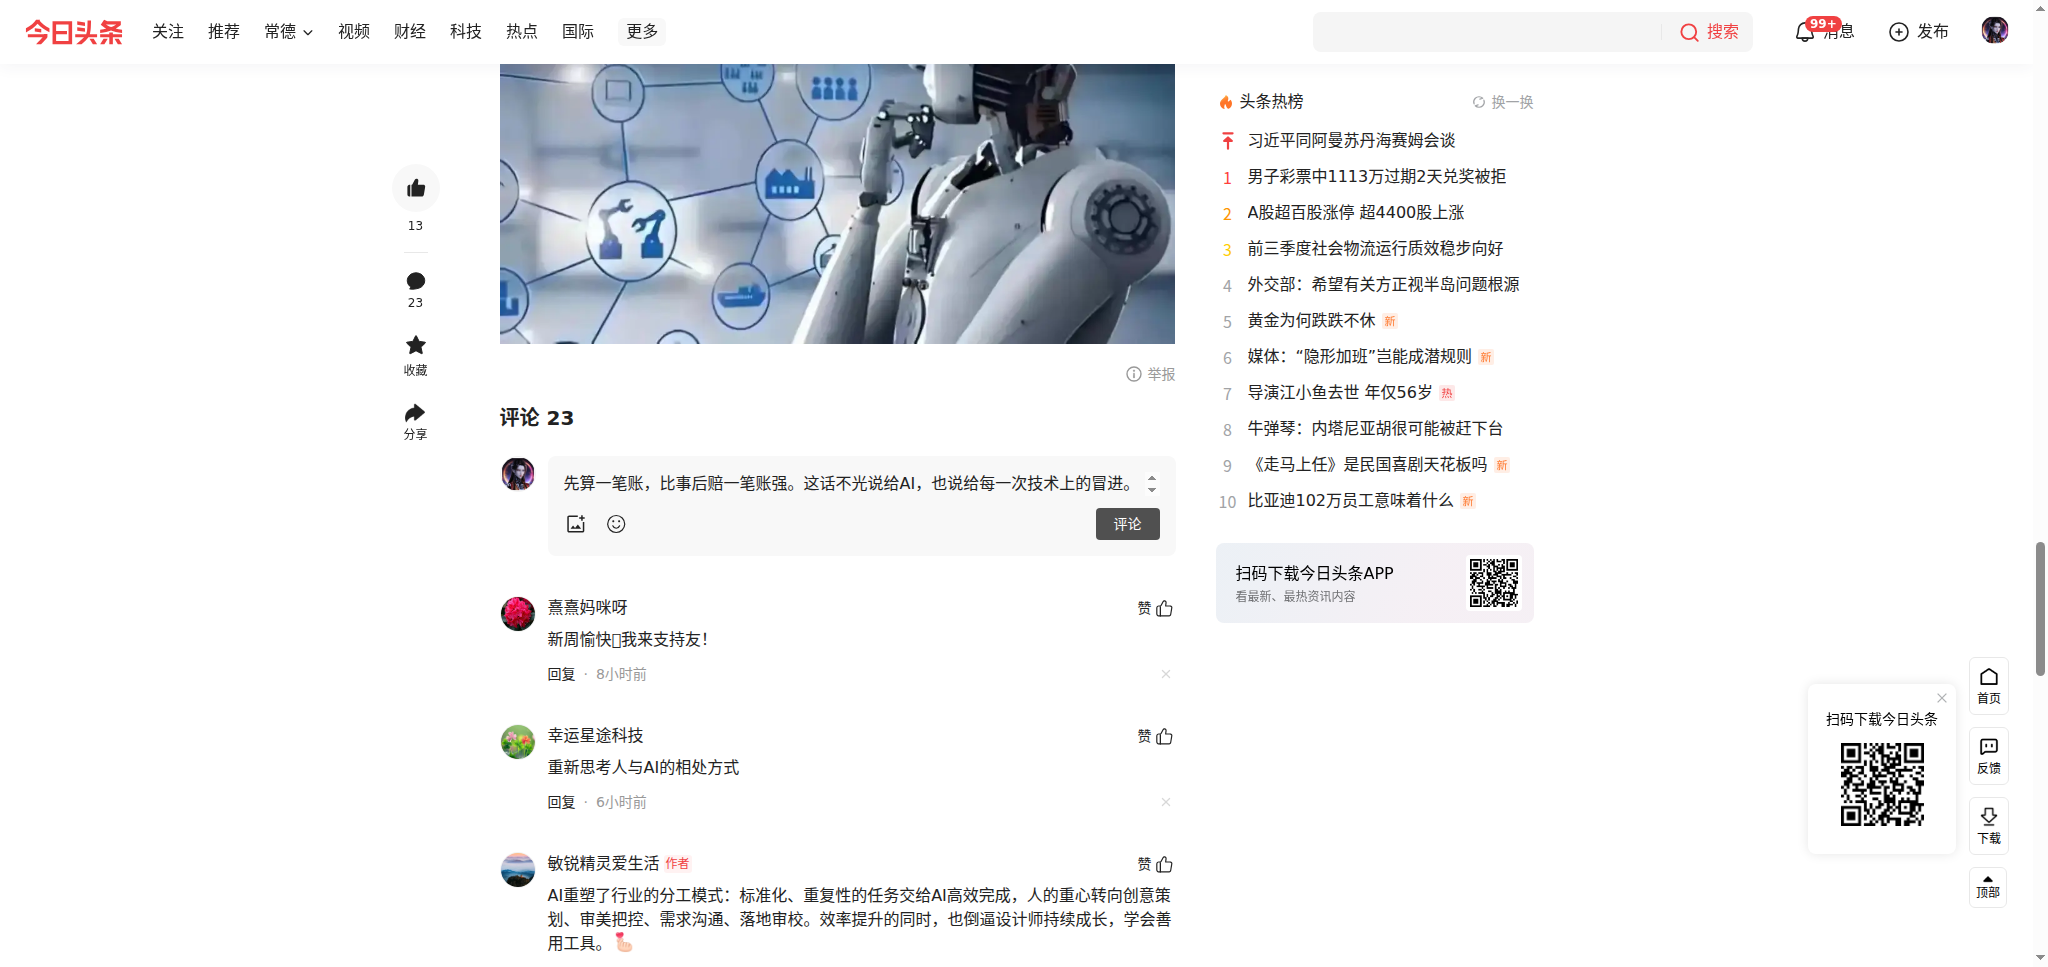 今日头条
关注
推荐
常德
视频
财经
科技
热点
国际
更多
搜索
99+
消息
发布
13
23
收藏
分享
举报
评论 23
先算一笔账，比事后赔一笔账强。这话不光说给AI，也说给每一次技术上的冒进。
评论
熹熹妈咪呀
赞
新周愉快▯我来支持友！
回复 · 8小时前
幸运星途科技
赞
重新思考人与AI的相处方式
回复 · 6小时前
敏锐精灵爱生活 作者
赞
AI重塑了行业的分工模式：标准化、重复性的任务交给AI高效完成，人的重心转向创意策
划、审美把控、需求沟通、落地审校。效率提升的同时，也倒逼设计师持续成长，学会善
用工具。
头条热榜
换一换
习近平同阿曼苏丹海赛姆会谈
1 男子彩票中1113万过期2天兑奖被拒
2 A股超百股涨停 超4400股上涨
3 前三季度社会物流运行质效稳步向好
4 外交部：希望有关方正视半岛问题根源
5 黄金为何跌跌不休 新
6 媒体：“隐形加班”岂能成潜规则 新
7 导演江小鱼去世 年仅56岁 热
8 牛弹琴：内塔尼亚胡很可能被赶下台
9 《走马上任》是民国喜剧天花板吗 新
10 比亚迪102万员工意味着什么 新
扫码下载今日头条APP
看最新、最热资讯内容
扫码下载今日头条
首页
反馈
下载
顶部